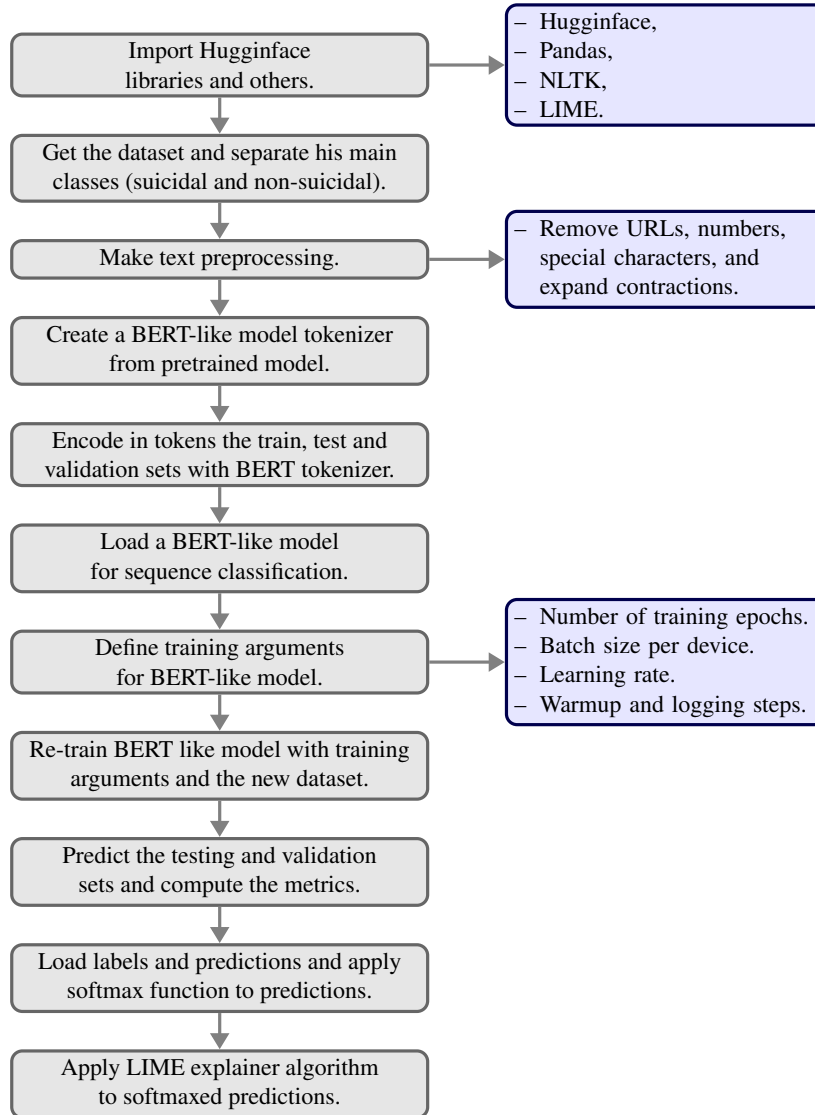 Import Hugginface
libraries and others.
– Hugginface,
– Pandas,
– NLTK,
– LIME.
Get the dataset and separate his main
classes (suicidal and non-suicidal).
Make text preprocessing.
– Remove URLs, numbers,
special characters, and
expand contractions.
Create a BERT-like model tokenizer
from pretrained model.
Encode in tokens the train, test and
validation sets with BERT tokenizer.
Load a BERT-like model
for sequence classification.
Define training arguments
for BERT-like model.
– Number of training epochs.
– Batch size per device.
– Learning rate.
– Warmup and logging steps.
Re-train BERT like model with training
arguments and the new dataset.
Predict the testing and validation
sets and compute the metrics.
Load labels and predictions and apply
softmax function to predictions.
Apply LIME explainer algorithm
to softmaxed predictions.